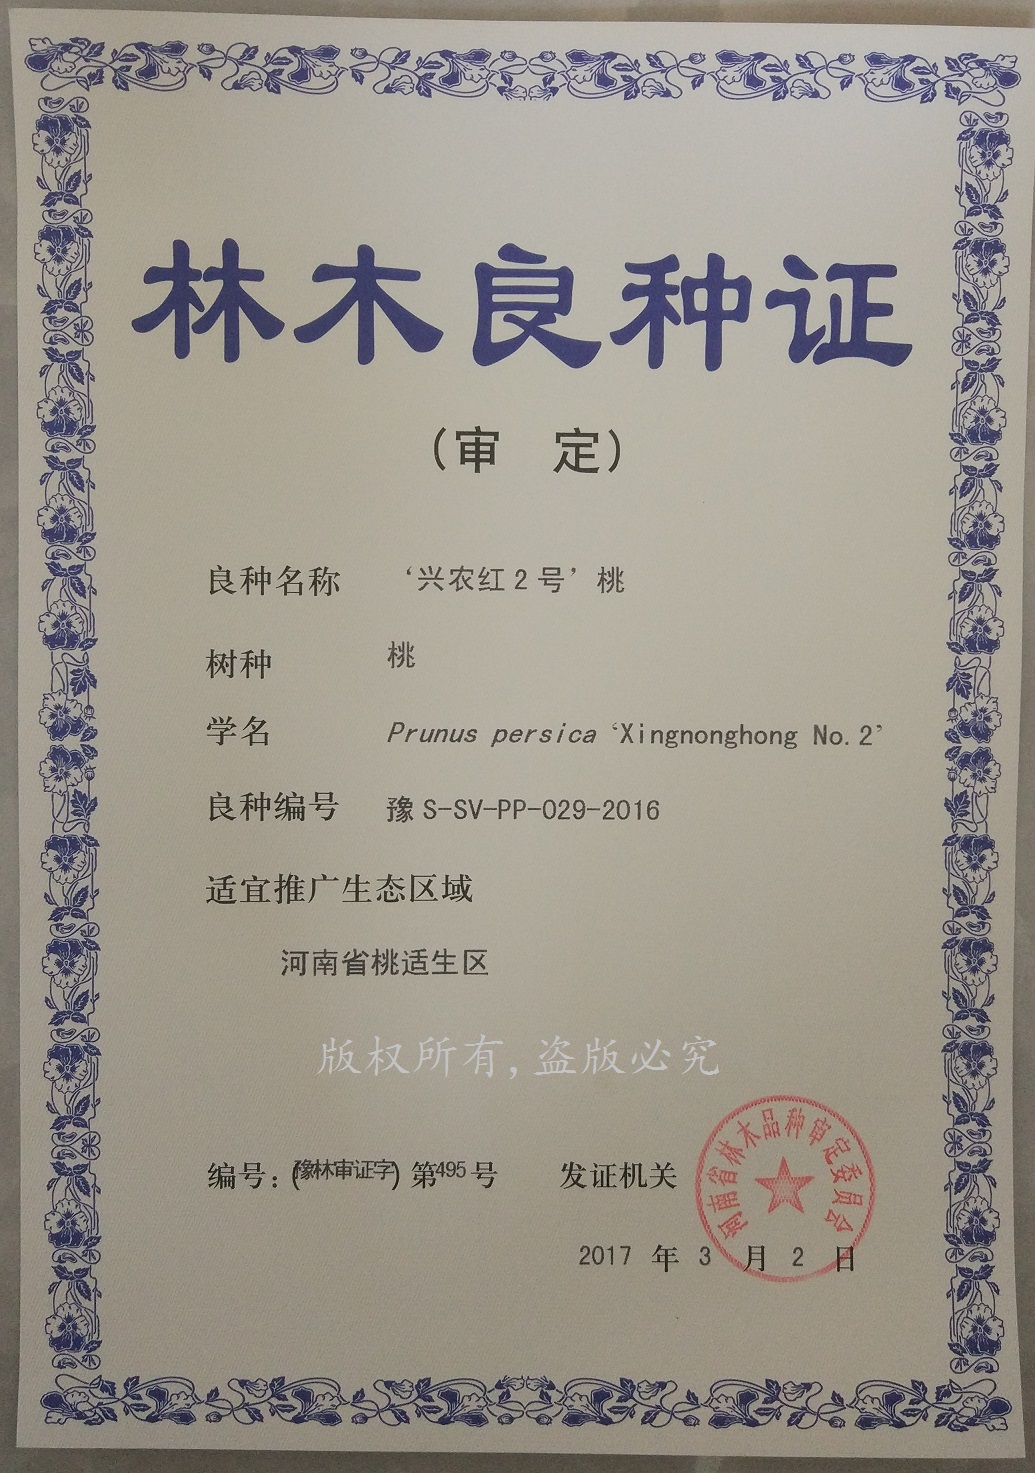 林木良种证
（审 定）
良种名称 ‘兴农红2号’桃
树种 桃
学名 Prunus persica ‘Xingnonghong No.2’
良种编号 豫S-SV-PP-029-2016
适宜推广生态区域
河南省桃适生区
版权所有,盗版必究
编号：(豫林审证字)第495号 发证机关
河南省林木品种审定委员会
2017 年 3 月 2 日